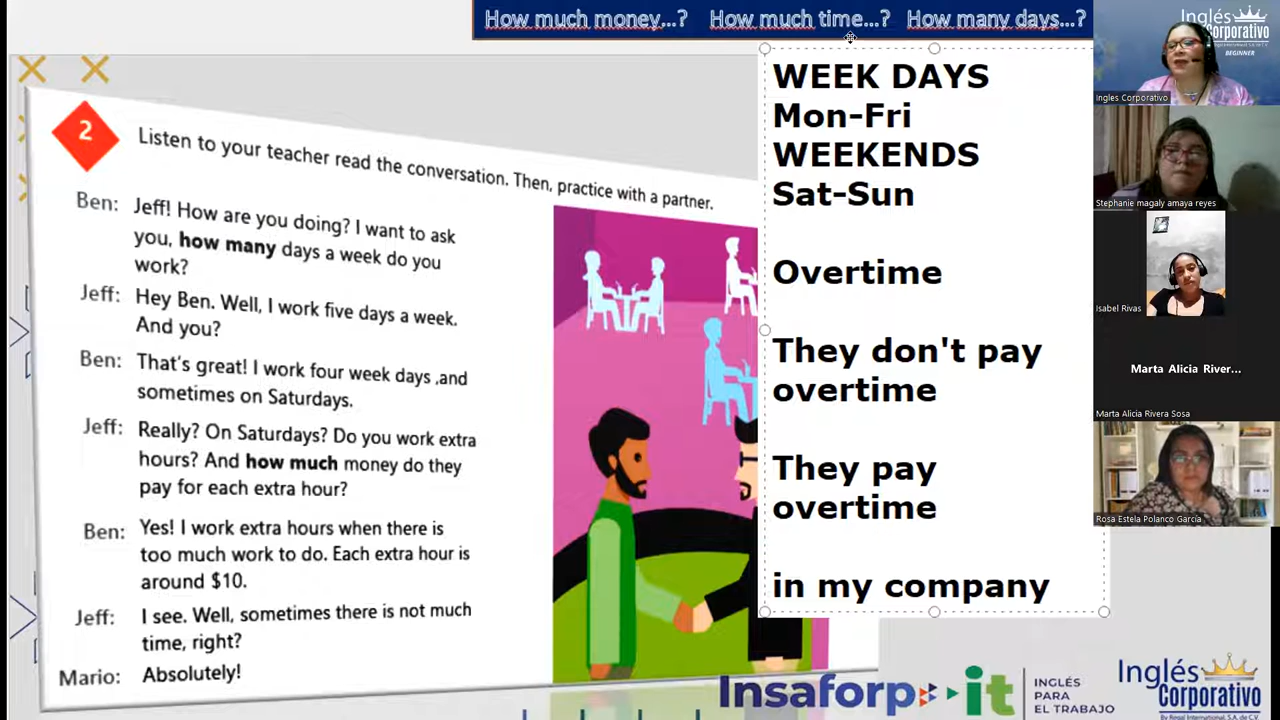 How much money...? How much time...? How many days...?
2
Listen to your teacher read the conversation. Then, practice with a partner.
Ben: Jeff! How are you doing? I want to ask
you, how many days a week do you
work?
Jeff: Hey Ben. Well, I work five days a week.
And you?
Ben: That's great! I work four week days ,and
sometimes on Saturdays.
Jeff: Really? On Saturdays? Do you work extra
hours? And how much money do they
pay for each extra hour?
Ben: Yes! I work extra hours when there is
too much work to do. Each extra hour is
around $10.
Jeff: I see. Well, sometimes there is not much
time, right?
Mario: Absolutely!
WEEK DAYS
Mon-Fri
WEEKENDS
Sat-Sun
Overtime
They don't pay
overtime
They pay
overtime
in my company
Inglés
Corporativo
BEGINNER
Ingles Corporativo
Stephanie magaly amaya reyes
Isabel Rivas
Marta Alicia River...
Marta Alicia Rivera Sosa
Rosa Estela Polanco García
Insaforp it
INGLÉS
PARA
EL TRABAJO
Inglés
Corporativo
By Regal International, S.A. de C.V.